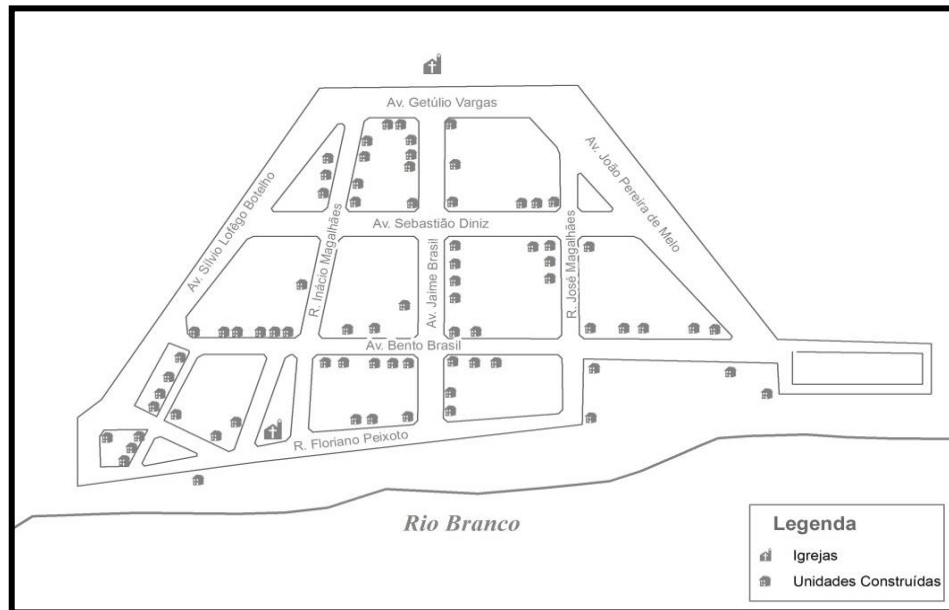 Av. Getúlio Vargas
Av. João Pereira de Melo
Av. Sílvio Lofêgo Botelho
R. Inácio Magalhães
Av. Sebastião Diniz
Av. Jaime Brasil
R. José Magalhães
Av. Bento Brasil
R. Floriano Peixoto
Rio Branco
Legenda
Igrejas
Unidades Construídas